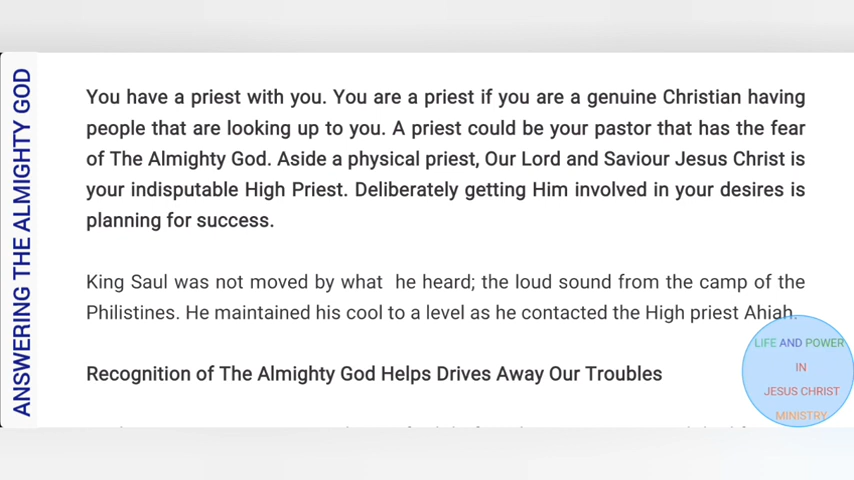 ANSWERING THE ALMIGHTY GOD
You have a priest with you. You are a priest if you are a genuine Christian having
people that are looking up to you. A priest could be your pastor that has the fear
of The Almighty God. Aside a physical priest, Our Lord and Saviour Jesus Christ is
your indisputable High Priest. Deliberately getting Him involved in your desires is
planning for success.
King Saul was not moved by what he heard; the loud sound from the camp of the
Philistines. He maintained his cool to a level as he contacted the High priest Ahiah.
Recognition of The Almighty God Helps Drives Away Our Troubles
LIFE AND POWER
IN
JESUS CHRIST
MINISTRY